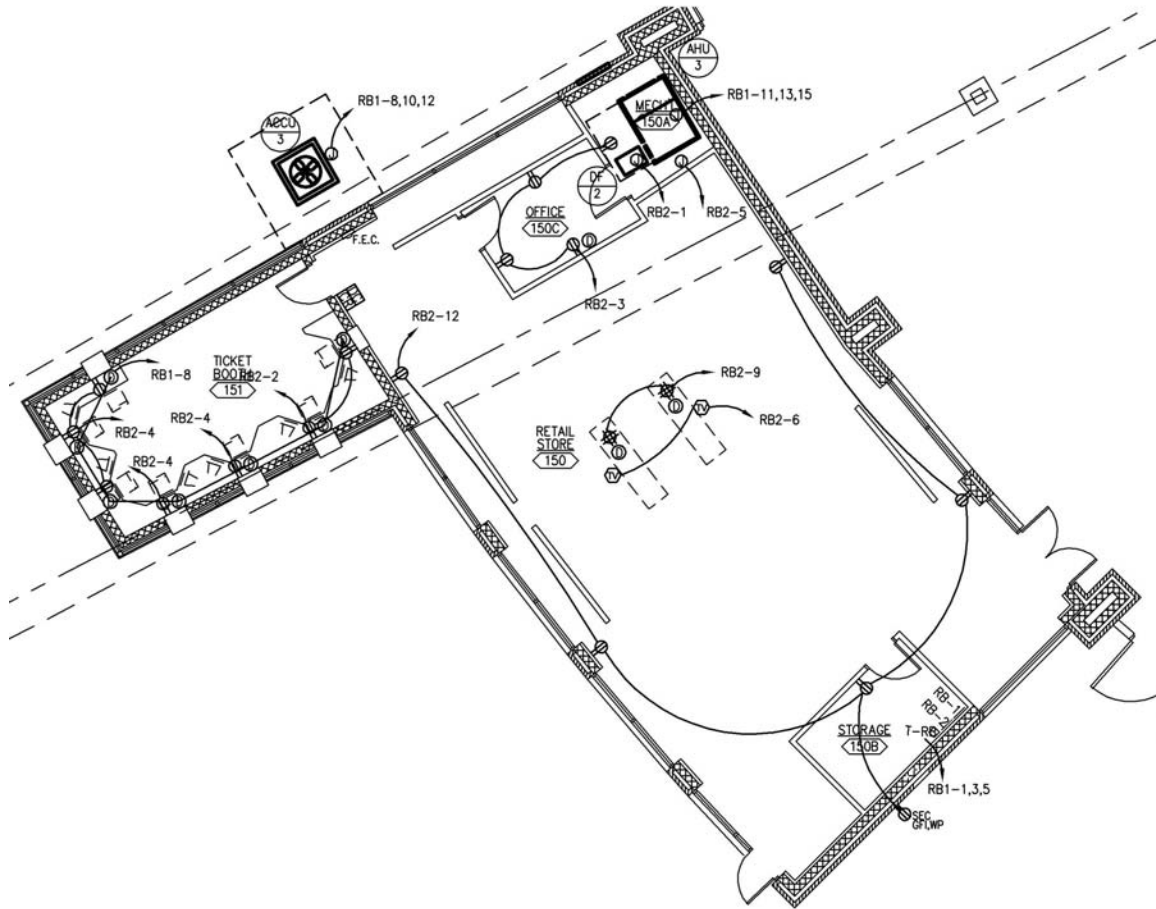 AHU
3
RB1-8,10,12
MECH
150A
RB1-11,13,15
ACCU
3
J
J
J
J
DF
2
RB2-1
RB2-5
OFFICE
150C
F.E.C.
RB2-3
RB2-12
TICKET
BOOTH
151
RB1-8
RB2-2
RB2-9
TV
RB2-6
RB2-4
RB2-4
RB2-4
RETAIL
STORE
150
TV
RB-1
RB-2
STORAGE
150B
T-RB
RB1-1,3,5
SEC
GFI,WP